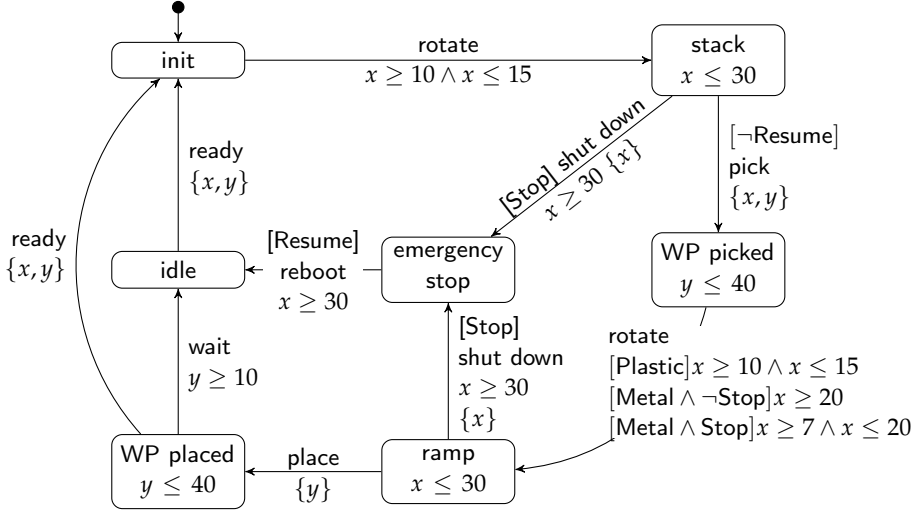 init
rotate
x ≥ 10 ∧ x ≤ 15
stack
x ≤ 30
[Stop] shut down
x ≥ 30 {x}
[¬Resume]
pick
{x, y}
ready
{x, y}
ready
{x, y}
idle
[Resume]
reboot
x ≥ 30
emergency
stop
WP picked
y ≤ 40
wait
y ≥ 10
[Stop]
shut down
x ≥ 30
{x}
rotate
[Plastic]x ≥ 10 ∧ x ≤ 15
[Metal ∧ ¬Stop]x ≥ 20
[Metal ∧ Stop]x ≥ 7 ∧ x ≤ 20
WP placed
y ≤ 40
place
{y}
ramp
x ≤ 30